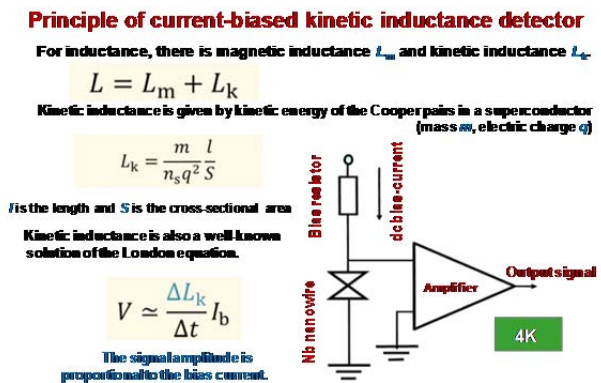 Principle of current-biased kinetic inductance detector
For inductance, there is magnetic inductance Lm and kinetic inductance Lk.
L = Lm + Lk
Kinetic inductance is given by kinetic energy of the Cooper pairs in a superconductor
(mass m, electric charge q)
Lk = m/(nsq²) l/S
l is the length and S is the cross-sectional area
Kinetic inductance is also a well-known
solution of the London equation.
V ≃ ΔLk/Δt Ib
The signal amplitude is
proportional to the bias current.
Bias resistor
dc bias-current
Nb nanowire
Amplifier
Output signal
4K